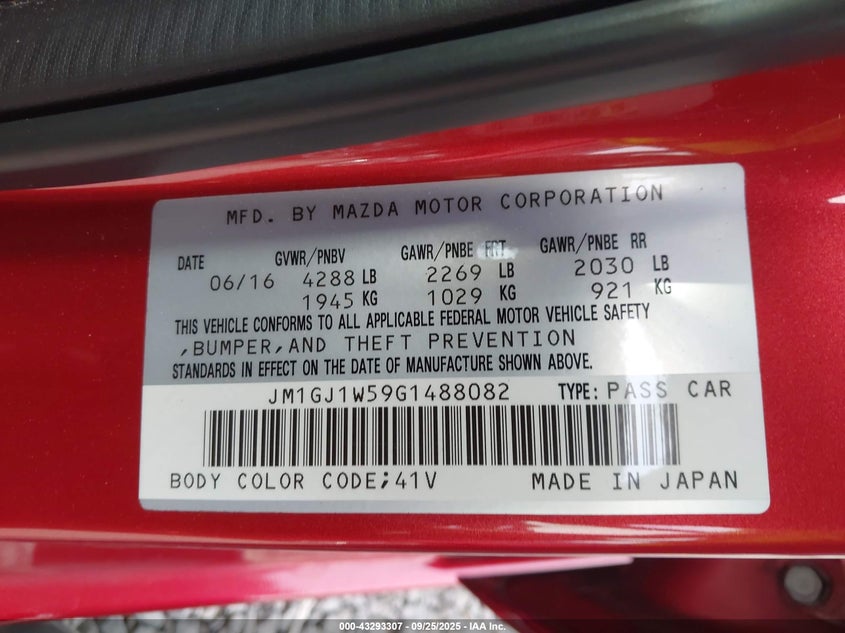 MFD. BY MAZDA MOTOR CORPORATION
DATE GVWR/PNBV GAWR/PNBE FRT GAWR/PNBE RR
06/16 4288 LB 2269 LB 2030 LB
1945 KG 1029 KG 921 KG
THIS VEHICLE CONFORMS TO ALL APPLICABLE FEDERAL MOTOR VEHICLE SAFETY
,BUMPER,AND THEFT PREVENTION
STANDARDS IN EFFECT ON THE DATE OF MANUFACTURE SHOWN ABOVE.
JM1GJ1W59G1488082 TYPE: PASS CAR
BODY COLOR CODE;41V MADE IN JAPAN
000-43293307 - 09/25/2025 - IAA Inc.